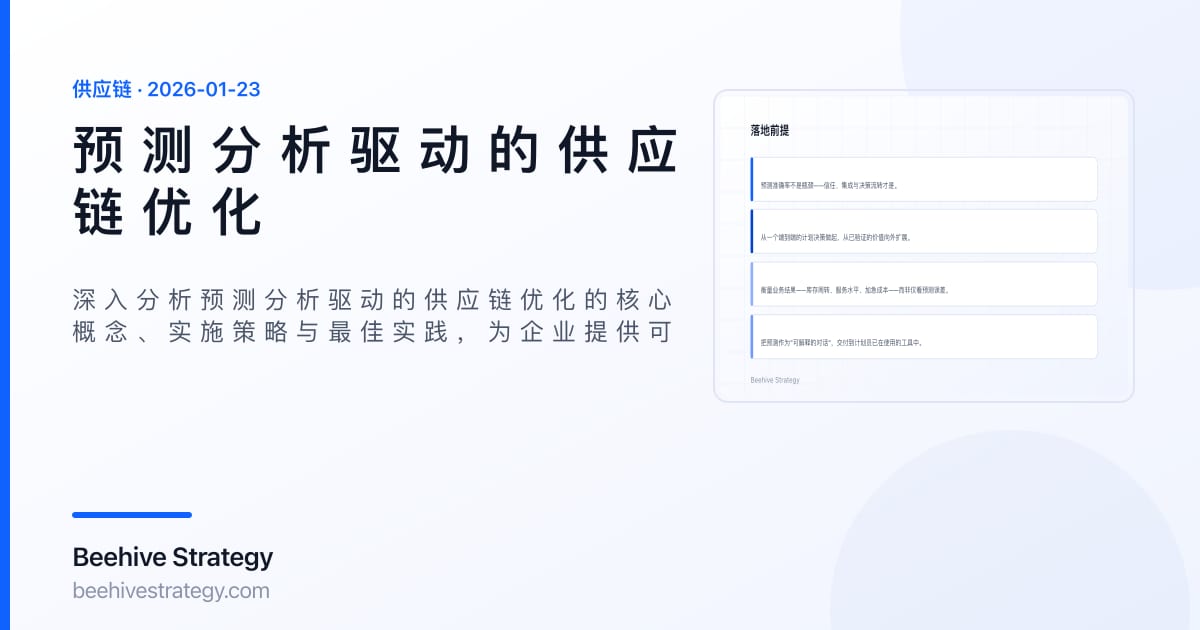 供应链 · 2026-01-23
预测分析驱动的供应
链优化
深入分析预测分析驱动的供应链优化的核心
概念、实施策略与最佳实践，为企业提供可
落地前提
预测准确率不是瓶颈——信任、集成与决策流转才是。
从一个端到端的计划决策做起，从已验证的价值向外扩展。
衡量业务结果——库存周转、服务水平、加急成本——而非仅看预测误差。
把预测作为“可解释的对话”，交付到计划员已在使用的工具中。
Beehive Strategy
Beehive Strategy
beehivestrategy.com